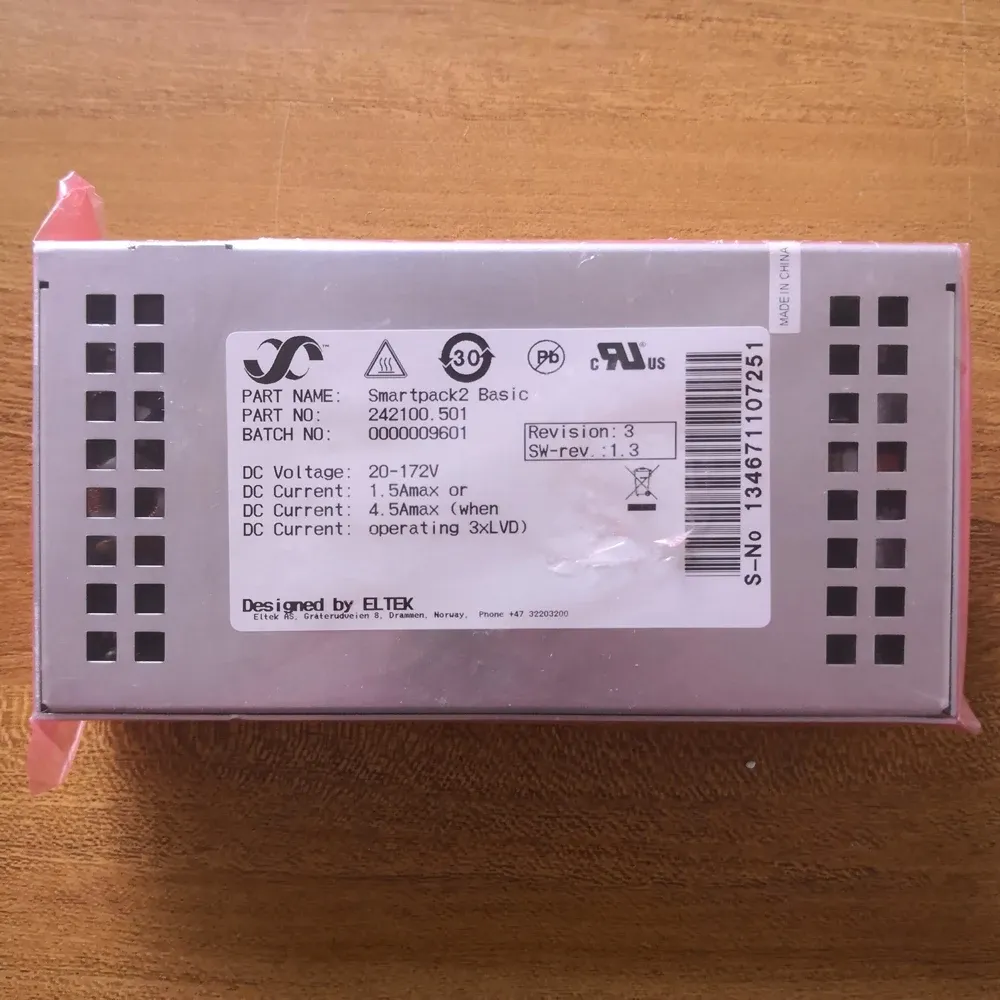 MADE IN CHINA
30
Pb
c RU US
PART NAME: Smartpack2 Basic
PART NO: 242100.501
BATCH NO: 0000009601
Revision: 3
SW-rev.:1.3
DC Voltage: 20-172V
DC Current: 1.5Amax or
DC Current: 4.5Amax (when
DC Current: operating 3xLVD)
S-No 134671107251
Designed by ELTEK
Eltek AS, Gråterudveien 8, Drammen, Norway, Phone +47 32203200